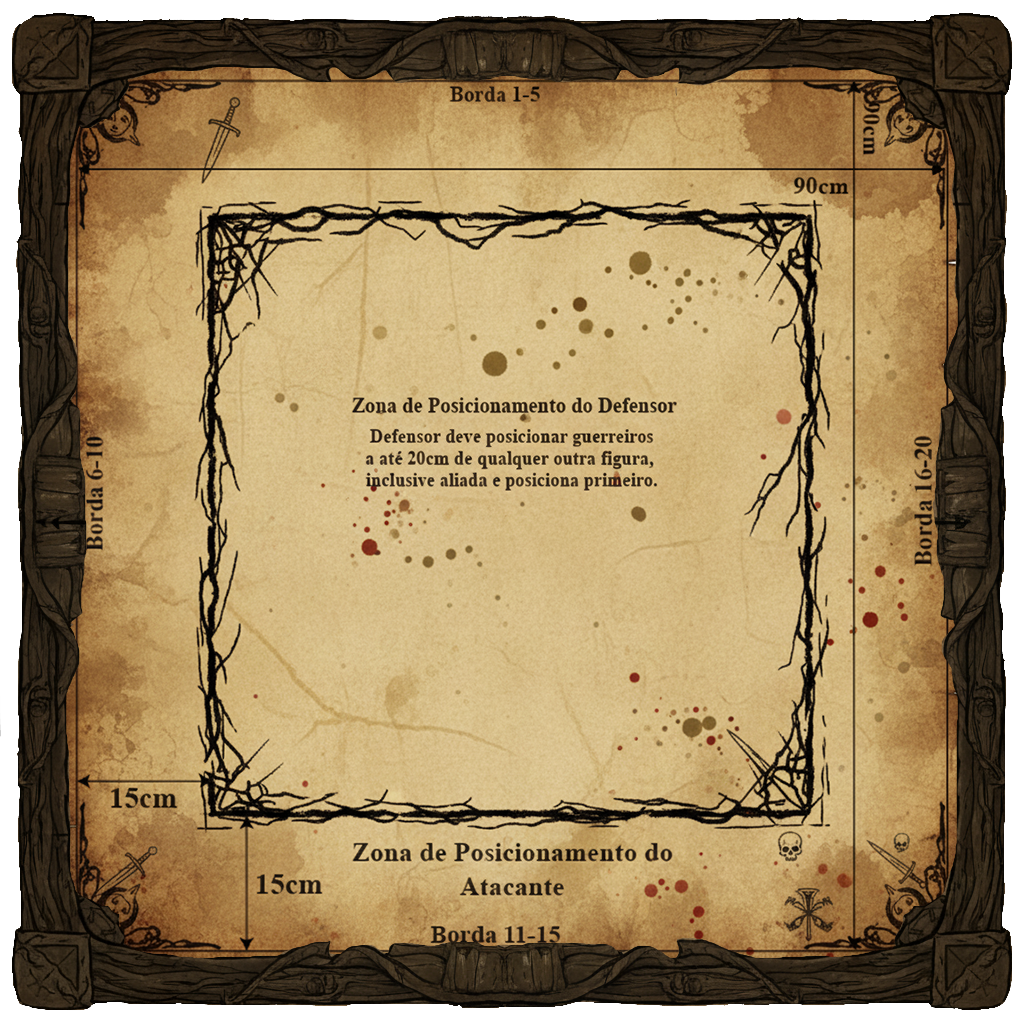 Borda 1-5
90cm
90cm
Zona de Posicionamento do Defensor
Defensor deve posicionar guerreiros
a até 20cm de qualquer outra figura,
inclusive aliada e posiciona primeiro.
Borda 6-10
Borda 16-20
15cm
15cm
Zona de Posicionamento do
Atacante
Borda 11-15